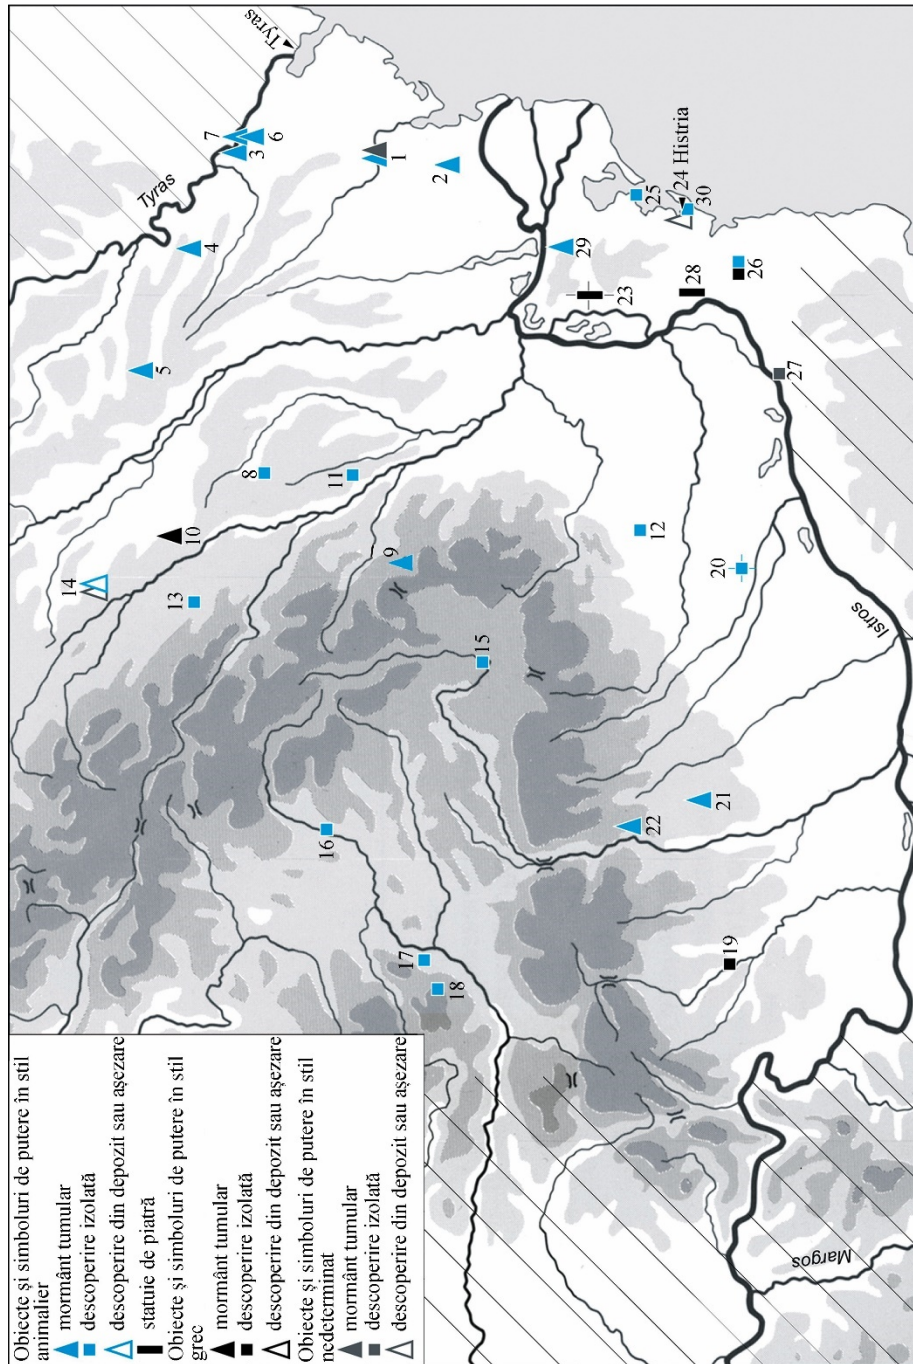 Obiecte și simboluri de putere în stil
animalier
mormânt tumular
descoperire izolată
descoperire din depozit sau așezare
statuie de piatră
Obiecte și simboluri de putere în stil
grec
mormânt tumular
descoperire izolată
descoperire din depozit sau așezare
Obiecte și simboluri de putere în stil
nedeterminat
mormânt tumular
descoperire izolată
descoperire din depozit sau așezare
14
5
10
13
4
Tyras
3
7
6
Tyras
8
11
1
9
2
16
17
18
15
29
23
25
12
22
24 Histria
30
28
21
20
26
19
27
Istros
Margos